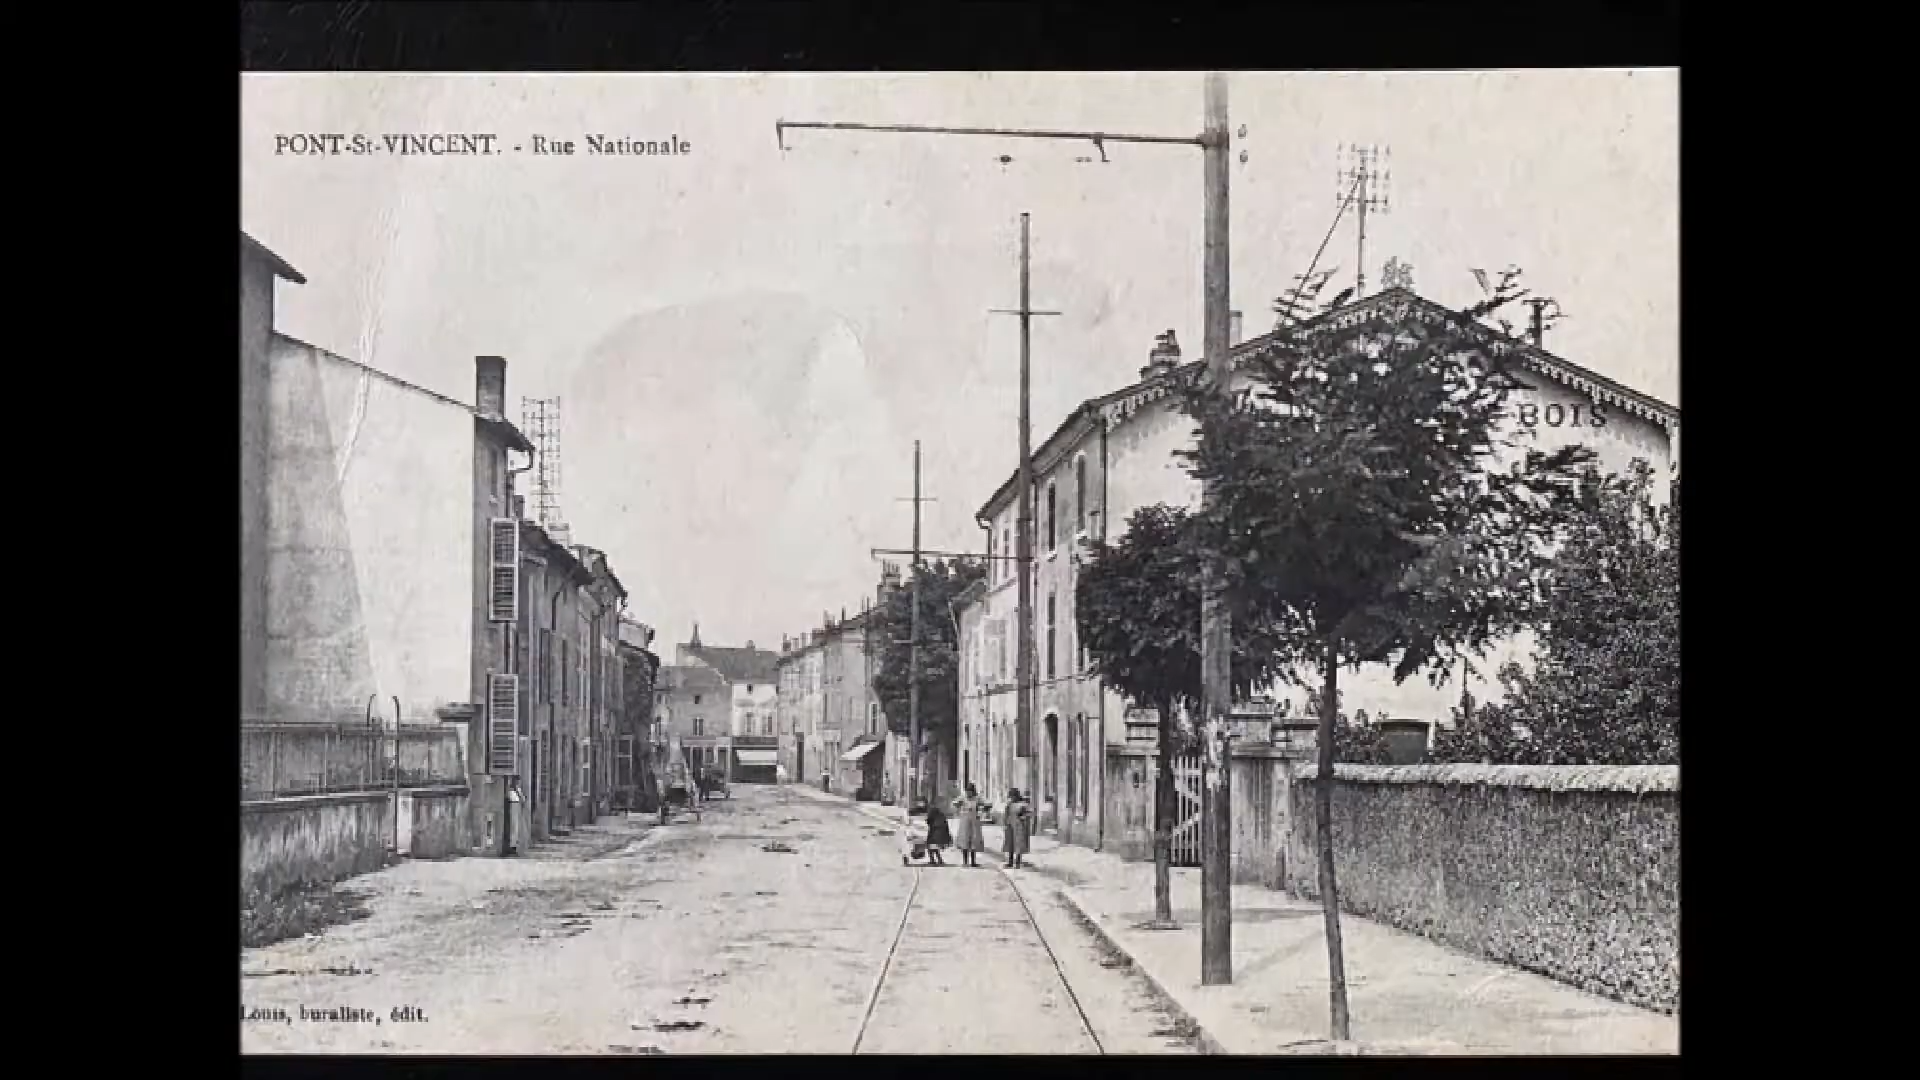 PONT-St-VINCENT. - Rue Nationale
BOIS
Louis, buraliste, édit.